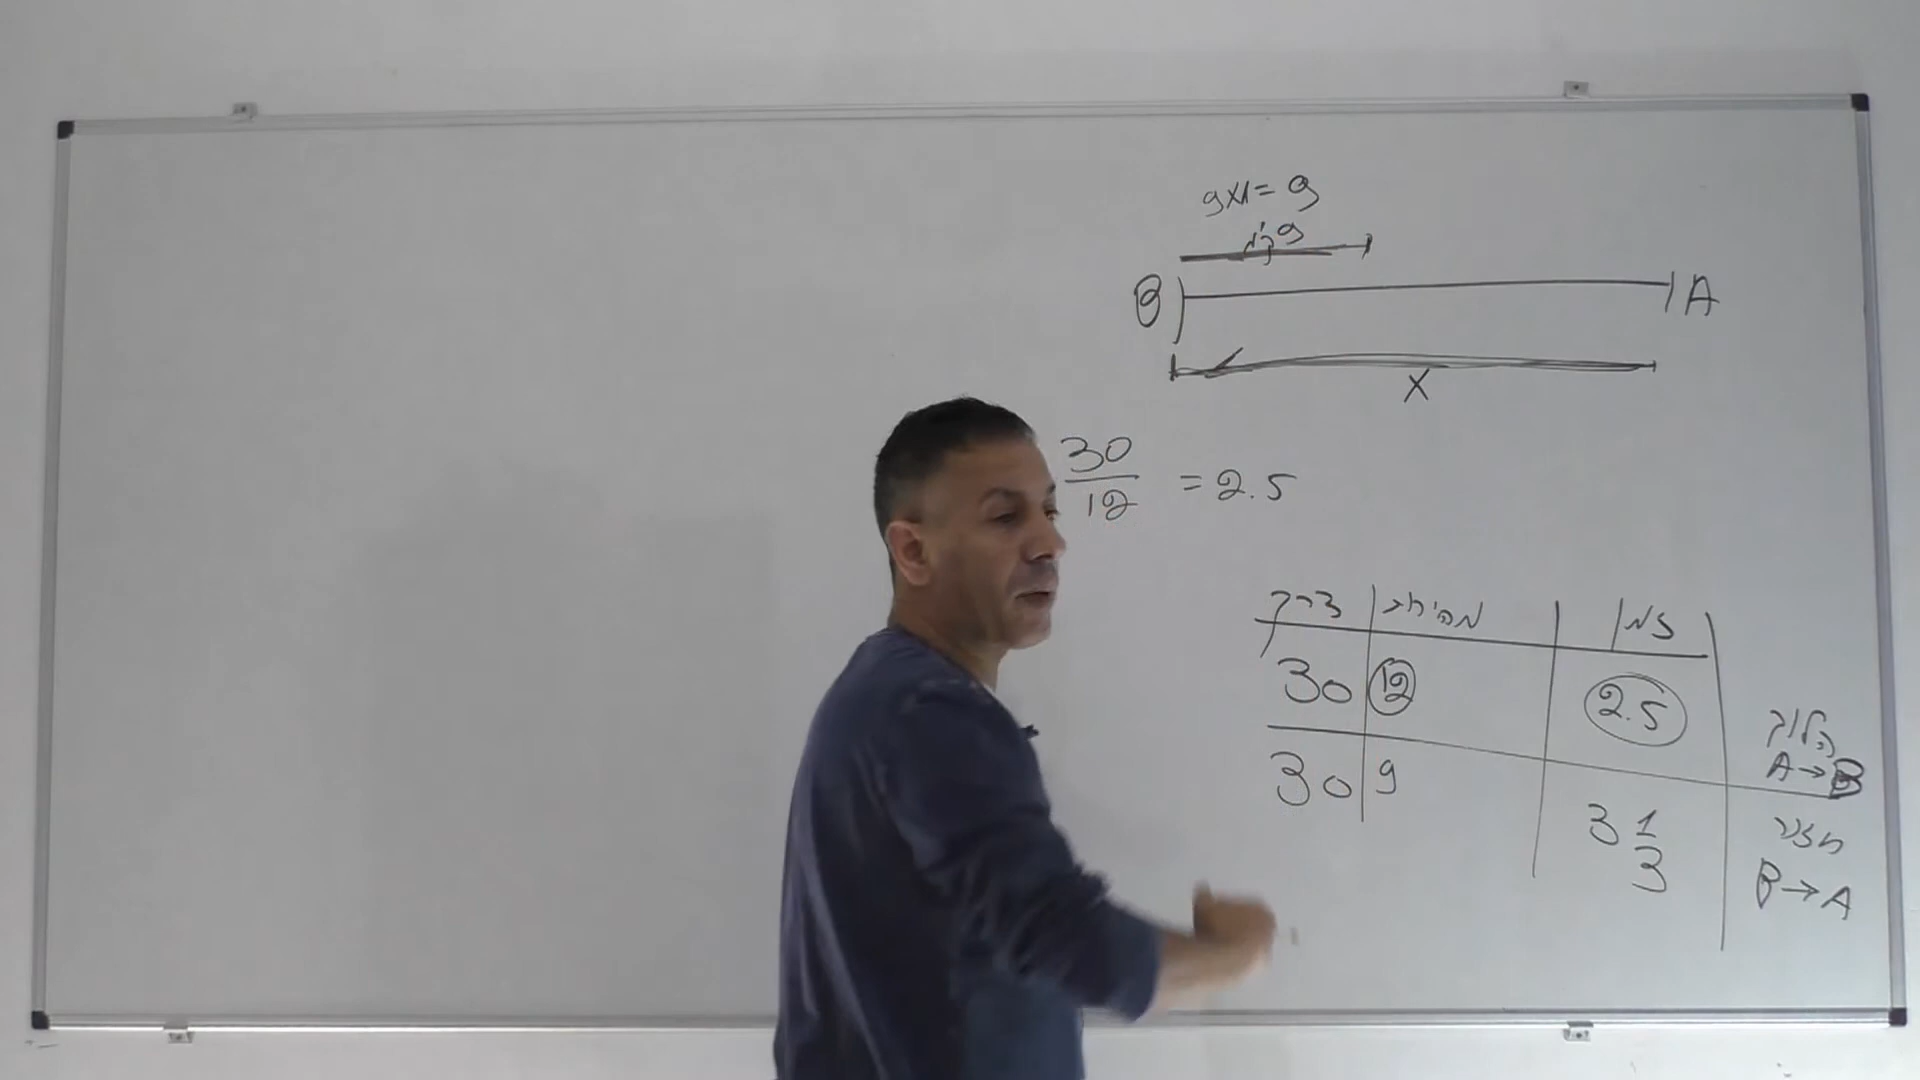 9x1 = 9
9 ק"מ
B A
X
30/12 = 2.5
זמן מהירות דרך
הלוך A→B 2.5 12 30
חזור B→A 3 1/3 9 30